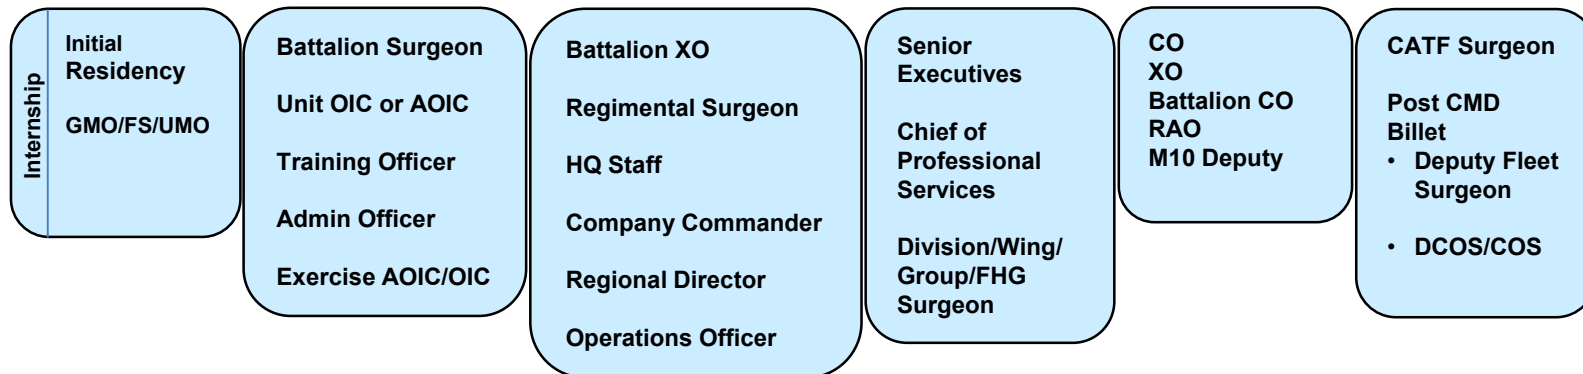 Internship
Initial
Residency
GMO/FS/UMO
Battalion Surgeon
Unit OIC or AOIC
Training Officer
Admin Officer
Exercise AOIC/OIC
Battalion XO
Regimental Surgeon
HQ Staff
Company Commander
Regional Director
Operations Officer
Senior
Executives
Chief of
Professional
Services
Division/Wing/
Group/FHG
Surgeon
CO
XO
Battalion CO
RAO
M10 Deputy
CATF Surgeon
Post CMD
Billet
• Deputy Fleet
Surgeon
• DCOS/COS